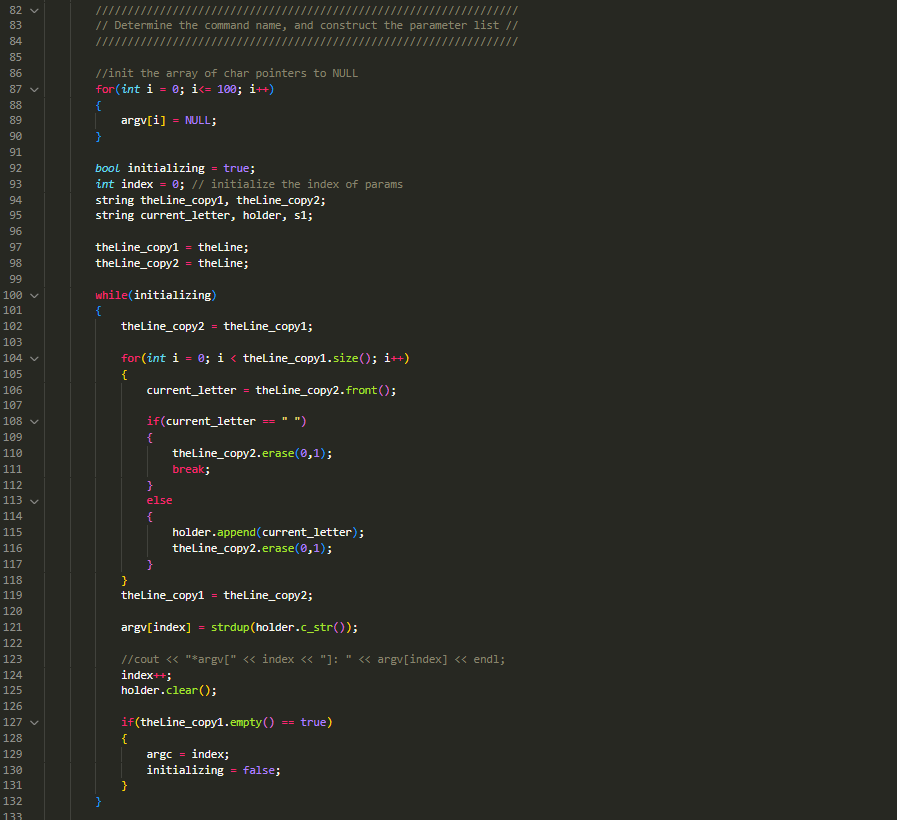 82 //////////////////////////////////////////////////////////////////
83 // Determine the command name, and construct the parameter list //
84 //////////////////////////////////////////////////////////////////
85
86 //init the array of char pointers to NULL
87 for(int i = 0; i<= 100; i++)
88 {
89 argv[i] = NULL;
90 }
91
92 bool initializing = true;
93 int index = 0; // initialize the index of params
94 string theLine_copy1, theLine_copy2;
95 string current_letter, holder, s1;
96
97 theLine_copy1 = theLine;
98 theLine_copy2 = theLine;
99
100 while(initializing)
101 {
102 theLine_copy2 = theLine_copy1;
103
104 for(int i = 0; i < theLine_copy1.size(); i++)
105 {
106 current_letter = theLine_copy2.front();
107
108 if(current_letter == " ")
109 {
110 theLine_copy2.erase(0,1);
111 break;
112 }
113 else
114 {
115 holder.append(current_letter);
116 theLine_copy2.erase(0,1);
117 }
118 }
119 theLine_copy1 = theLine_copy2;
120
121 argv[index] = strdup(holder.c_str());
122
123 //cout << "*argv[" << index << "]: " << argv[index] << endl;
124 index++;
125 holder.clear();
126
127 if(theLine_copy1.empty() == true)
128 {
129 argc = index;
130 initializing = false;
131 }
132 }
133